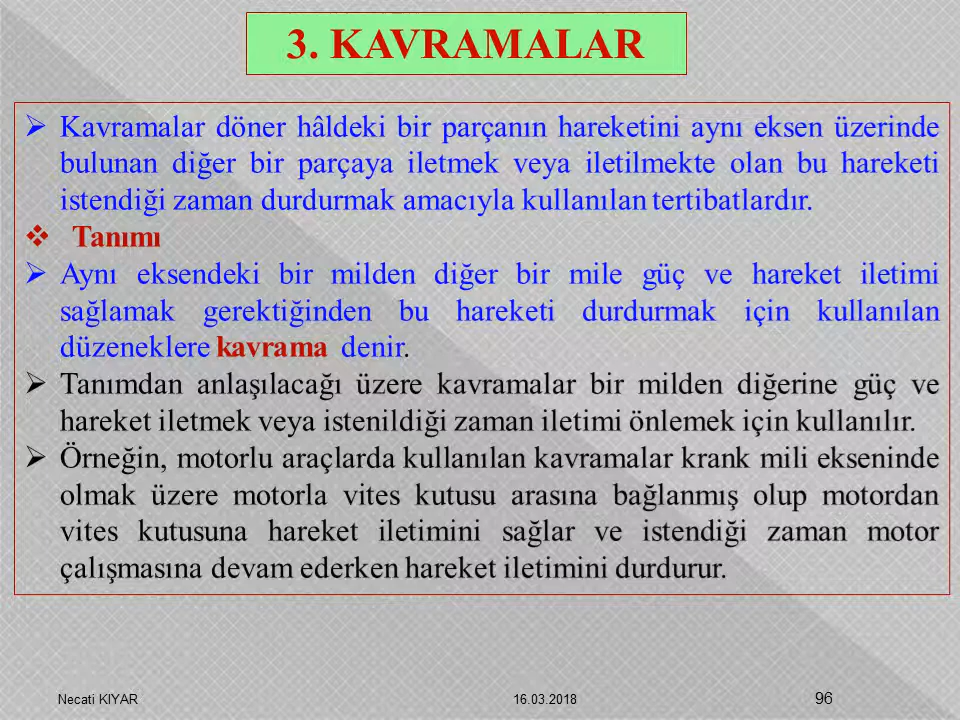 3. KAVRAMALAR
➢ Kavramalar döner hâldeki bir parçanın hareketini aynı eksen üzerinde
bulunan diğer bir parçaya iletmek veya iletilmekte olan bu hareketi
istendiği zaman durdurmak amacıyla kullanılan tertibatlardır.
❖ Tanımı
➢ Aynı eksendeki bir milden diğer bir mile güç ve hareket iletimi
sağlamak gerektiğinden bu hareketi durdurmak için kullanılan
düzeneklere kavrama denir.
➢ Tanımdan anlaşılacağı üzere kavramalar bir milden diğerine güç ve
hareket iletmek veya istenildiği zaman iletimi önlemek için kullanılır.
➢ Örneğin, motorlu araçlarda kullanılan kavramalar krank mili ekseninde
olmak üzere motorla vites kutusu arasına bağlanmış olup motordan
vites kutusuna hareket iletimini sağlar ve istendiği zaman motor
çalışmasına devam ederken hareket iletimini durdurur.
Necati KIYAR 16.03.2018 96